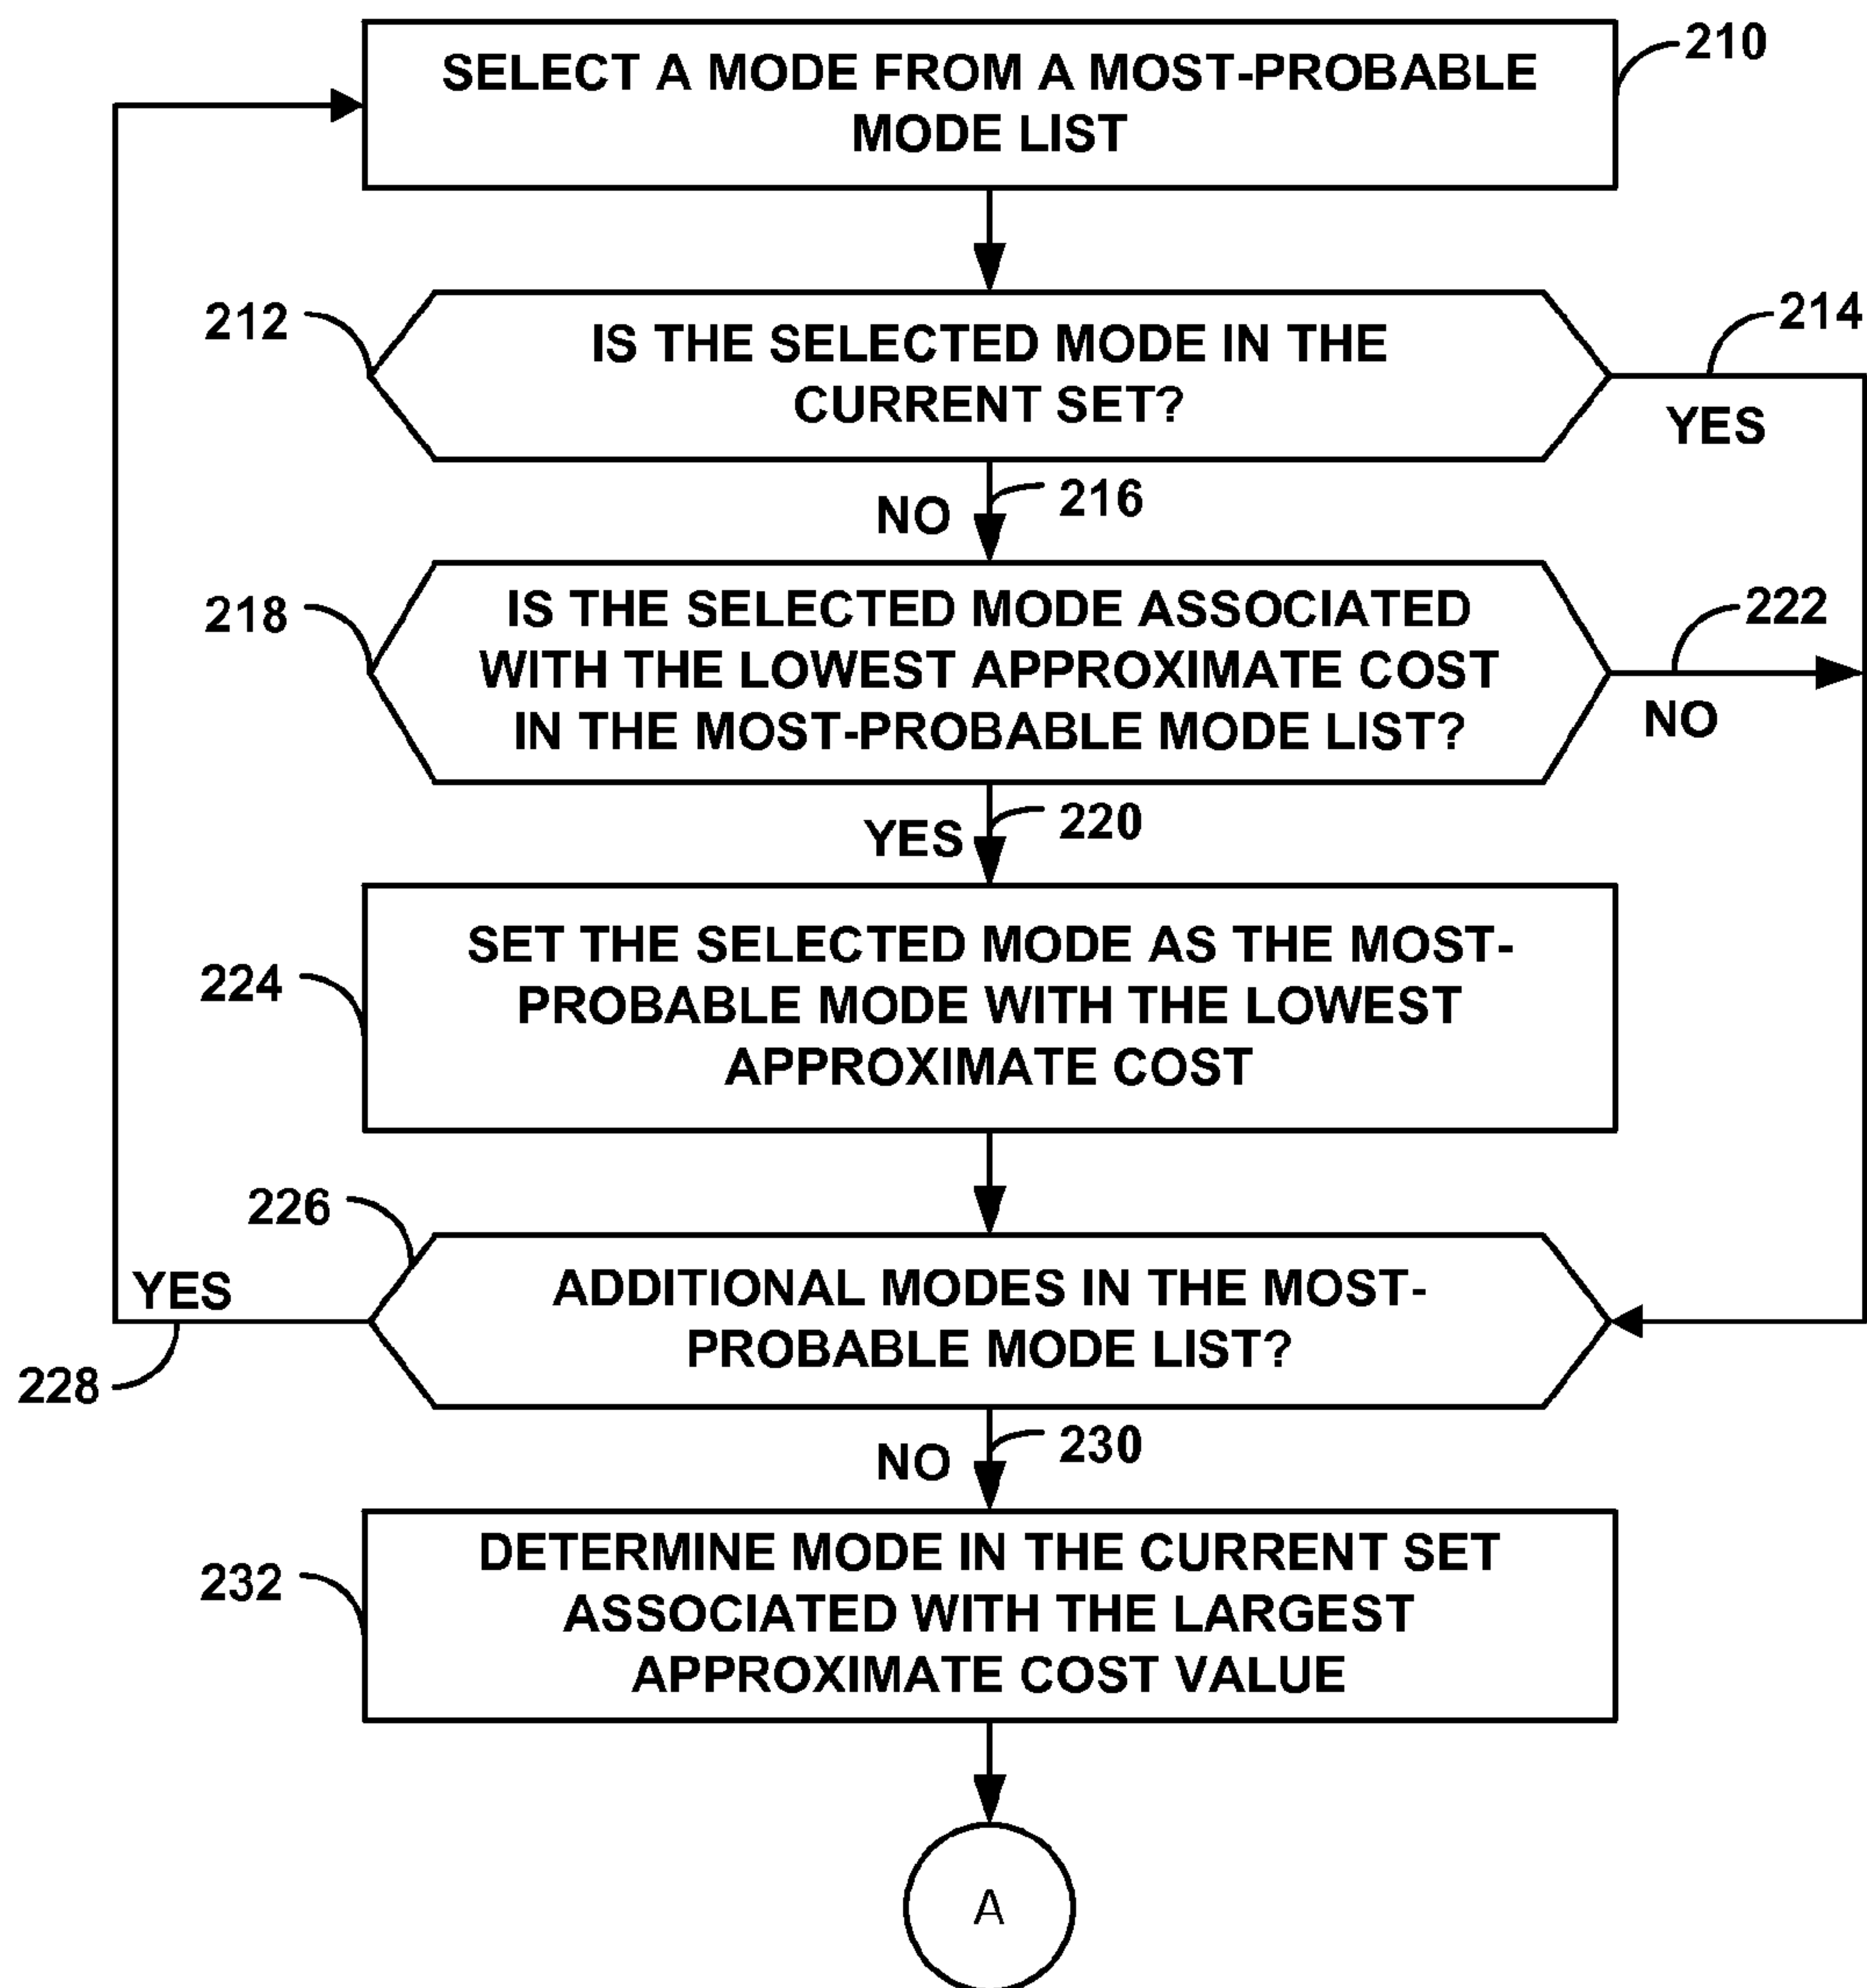 SELECT A MODE FROM A MOST-PROBABLE
MODE LIST
210
212
IS THE SELECTED MODE IN THE
CURRENT SET?
214
YES
NO
216
218
IS THE SELECTED MODE ASSOCIATED
WITH THE LOWEST APPROXIMATE COST
IN THE MOST-PROBABLE MODE LIST?
222
NO
YES
220
224
SET THE SELECTED MODE AS THE MOST-
PROBABLE MODE WITH THE LOWEST
APPROXIMATE COST
226
YES
ADDITIONAL MODES IN THE MOST-
PROBABLE MODE LIST?
228
NO
230
232
DETERMINE MODE IN THE CURRENT SET
ASSOCIATED WITH THE LARGEST
APPROXIMATE COST VALUE
A